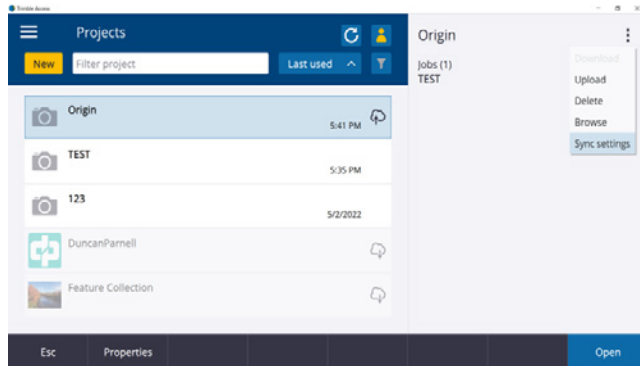 Trimble Access
Projects
New
Filter project
Last used
Origin
5:41 PM
TEST
5:35 PM
123
5/2/2022
DuncanParnell
Feature Collection
Origin
Jobs (1)
TEST
Download
Upload
Delete
Browse
Sync settings
Esc
Properties
Open